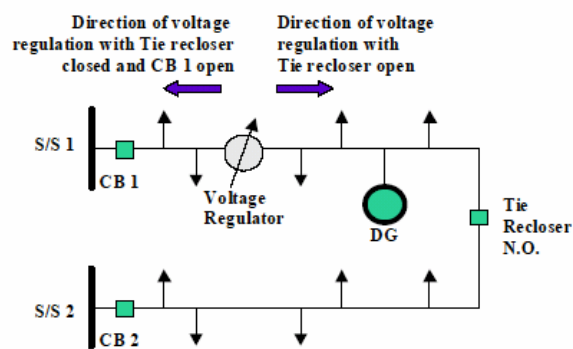 Direction of voltage
regulation with Tie recloser
closed and CB 1 open
Direction of voltage
regulation with
Tie recloser open
S/S 1
CB 1
Voltage
Regulator
DG
Tie
Recloser
N.O.
S/S 2
CB 2